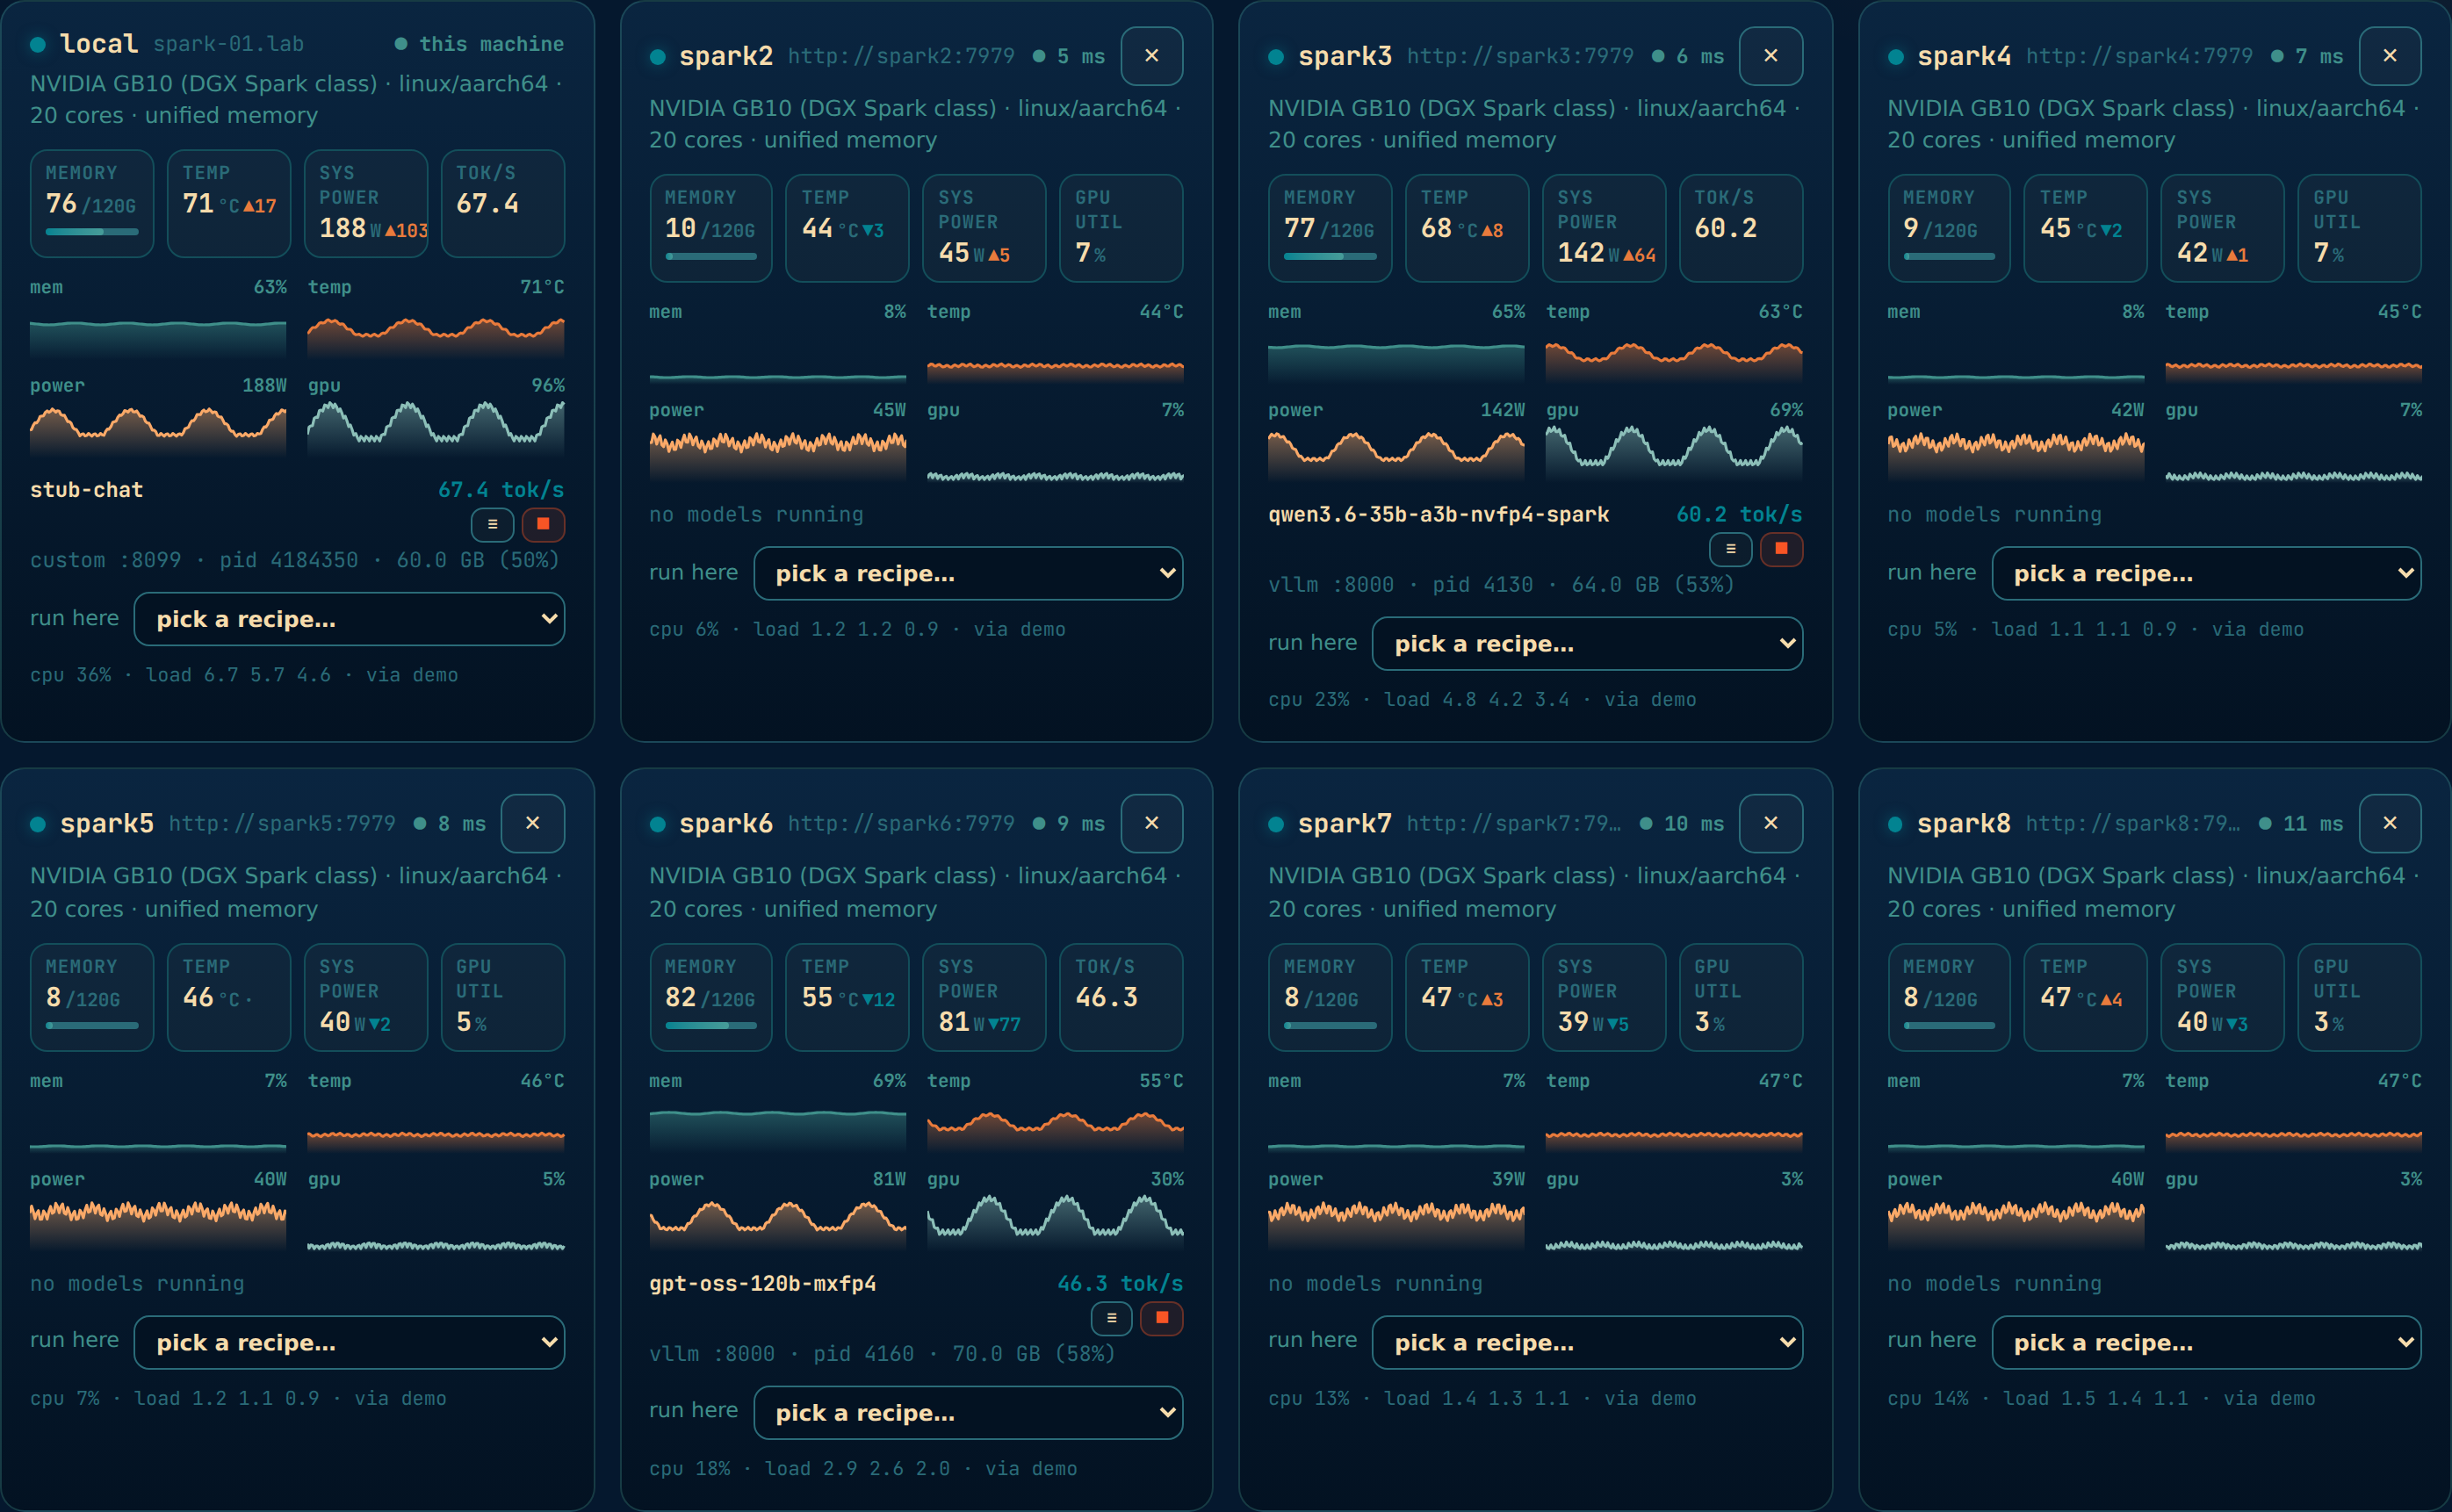 local spark-01.lab ● this machine
NVIDIA GB10 (DGX Spark class) · linux/aarch64 ·
20 cores · unified memory
MEMORY
76 /120G
TEMP
71 °C ▲17
SYS
POWER
188 W ▲103
TOK/S
67.4
mem 63%
temp 71°C
power 188W
gpu 96%
stub-chat 67.4 tok/s
≡ ■
custom :8099 · pid 4184350 · 60.0 GB (50%)
run here pick a recipe…
cpu 36% · load 6.7 5.7 4.6 · via demo
spark2 http://spark2:7979 ● 5 ms ✕
NVIDIA GB10 (DGX Spark class) · linux/aarch64 ·
20 cores · unified memory
MEMORY
10 /120G
TEMP
44 °C ▼3
SYS
POWER
45 W ▲5
GPU
UTIL
7 %
mem 8%
temp 44°C
power 45W
gpu 7%
no models running
run here pick a recipe…
cpu 6% · load 1.2 1.2 0.9 · via demo
spark3 http://spark3:7979 ● 6 ms ✕
NVIDIA GB10 (DGX Spark class) · linux/aarch64 ·
20 cores · unified memory
MEMORY
77 /120G
TEMP
68 °C ▲8
SYS
POWER
142 W ▲64
TOK/S
60.2
mem 65%
temp 63°C
power 142W
gpu 69%
qwen3.6-35b-a3b-nvfp4-spark 60.2 tok/s
≡ ■
vllm :8000 · pid 4130 · 64.0 GB (53%)
run here pick a recipe…
cpu 23% · load 4.8 4.2 3.4 · via demo
spark4 http://spark4:7979 ● 7 ms ✕
NVIDIA GB10 (DGX Spark class) · linux/aarch64 ·
20 cores · unified memory
MEMORY
9 /120G
TEMP
45 °C ▼2
SYS
POWER
42 W ▲1
GPU
UTIL
7 %
mem 8%
temp 45°C
power 42W
gpu 7%
no models running
run here pick a recipe…
cpu 5% · load 1.1 1.1 0.9 · via demo
spark5 http://spark5:7979 ● 8 ms ✕
NVIDIA GB10 (DGX Spark class) · linux/aarch64 ·
20 cores · unified memory
MEMORY
8 /120G
TEMP
46 °C ·
SYS
POWER
40 W ▼2
GPU
UTIL
5 %
mem 7%
temp 46°C
power 40W
gpu 5%
no models running
run here pick a recipe…
cpu 7% · load 1.2 1.1 0.9 · via demo
spark6 http://spark6:7979 ● 9 ms ✕
NVIDIA GB10 (DGX Spark class) · linux/aarch64 ·
20 cores · unified memory
MEMORY
82 /120G
TEMP
55 °C ▼12
SYS
POWER
81 W ▼77
TOK/S
46.3
mem 69%
temp 55°C
power 81W
gpu 30%
gpt-oss-120b-mxfp4 46.3 tok/s
≡ ■
vllm :8000 · pid 4160 · 70.0 GB (58%)
run here pick a recipe…
cpu 18% · load 2.9 2.6 2.0 · via demo
spark7 http://spark7:79… ● 10 ms ✕
NVIDIA GB10 (DGX Spark class) · linux/aarch64 ·
20 cores · unified memory
MEMORY
8 /120G
TEMP
47 °C ▲3
SYS
POWER
39 W ▼5
GPU
UTIL
3 %
mem 7%
temp 47°C
power 39W
gpu 3%
no models running
run here pick a recipe…
cpu 13% · load 1.4 1.3 1.1 · via demo
spark8 http://spark8:79… ● 11 ms ✕
NVIDIA GB10 (DGX Spark class) · linux/aarch64 ·
20 cores · unified memory
MEMORY
8 /120G
TEMP
47 °C ▲4
SYS
POWER
40 W ▼3
GPU
UTIL
3 %
mem 7%
temp 47°C
power 40W
gpu 3%
no models running
run here pick a recipe…
cpu 14% · load 1.5 1.4 1.1 · via demo